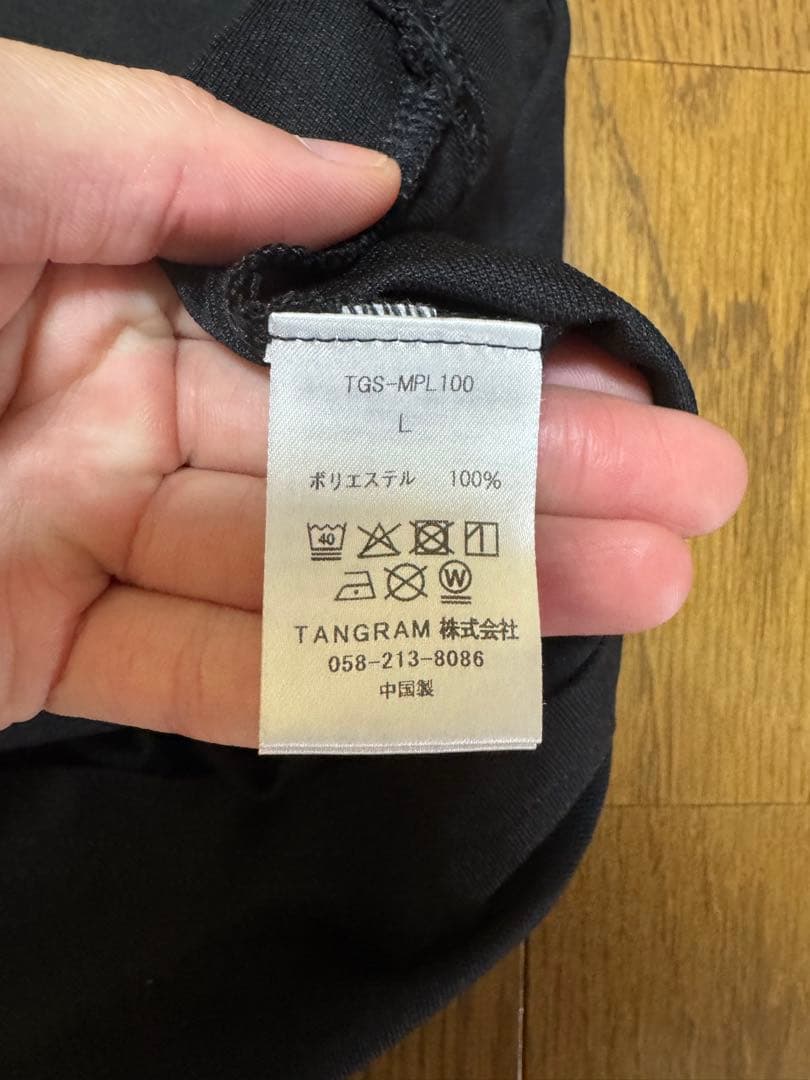 TGS-MPL100
L
ポリエステル 100%
40
W
TANGRAM 株式会社
058-213-8086
中国製